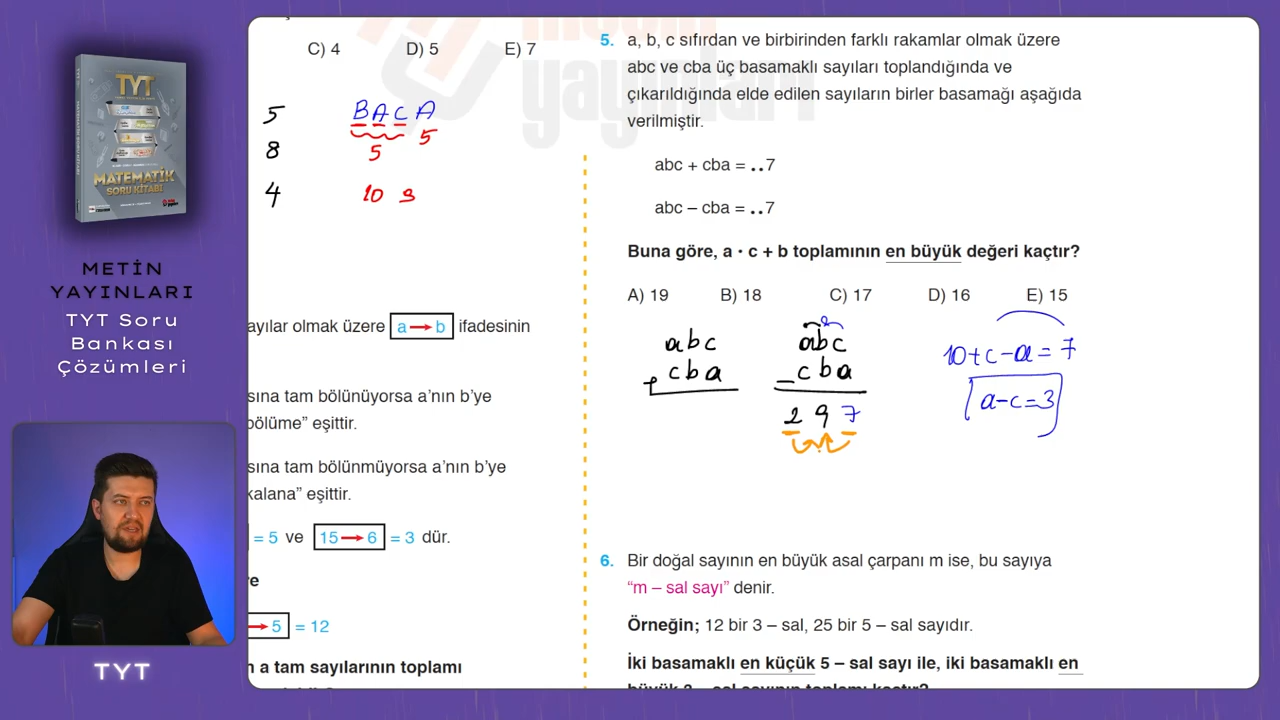 TYT
MATEMATİK
SORU KİTABI
METİN
YAYINLARI
TYT Soru
Bankası
Çözümleri
TYT
C) 4 D) 5 E) 7
5 BACA
5 5
8
4 10 3
ayılar olmak üzere a → b ifadesinin
sına tam bölünüyorsa a’nın b’ye
bölüme” eşittir.
sına tam bölünmüyorsa a’nın b’ye
kalana” eşittir.
= 5 ve 15 → 6 = 3 dür.
re
→ 5 = 12
n a tam sayılarının toplamı
yayınları
5. a, b, c sıfırdan ve birbirinden farklı rakamlar olmak üzere
abc ve cba üç basamaklı sayıları toplandığında ve
çıkarıldığında elde edilen sayıların birler basamağı aşağıda
verilmiştir.
abc + cba = ..7
abc – cba = ..7
Buna göre, a · c + b toplamının en büyük değeri kaçtır?
A) 19 B) 18 C) 17 D) 16 E) 15
abc
+ cba
abc
– cba
297
10+c-a=7
a-c=3
6. Bir doğal sayının en büyük asal çarpanı m ise, bu sayıya
“m – sal sayı” denir.
Örneğin; 12 bir 3 – sal, 25 bir 5 – sal sayıdır.
İki basamaklı en küçük 5 – sal sayı ile, iki basamaklı en